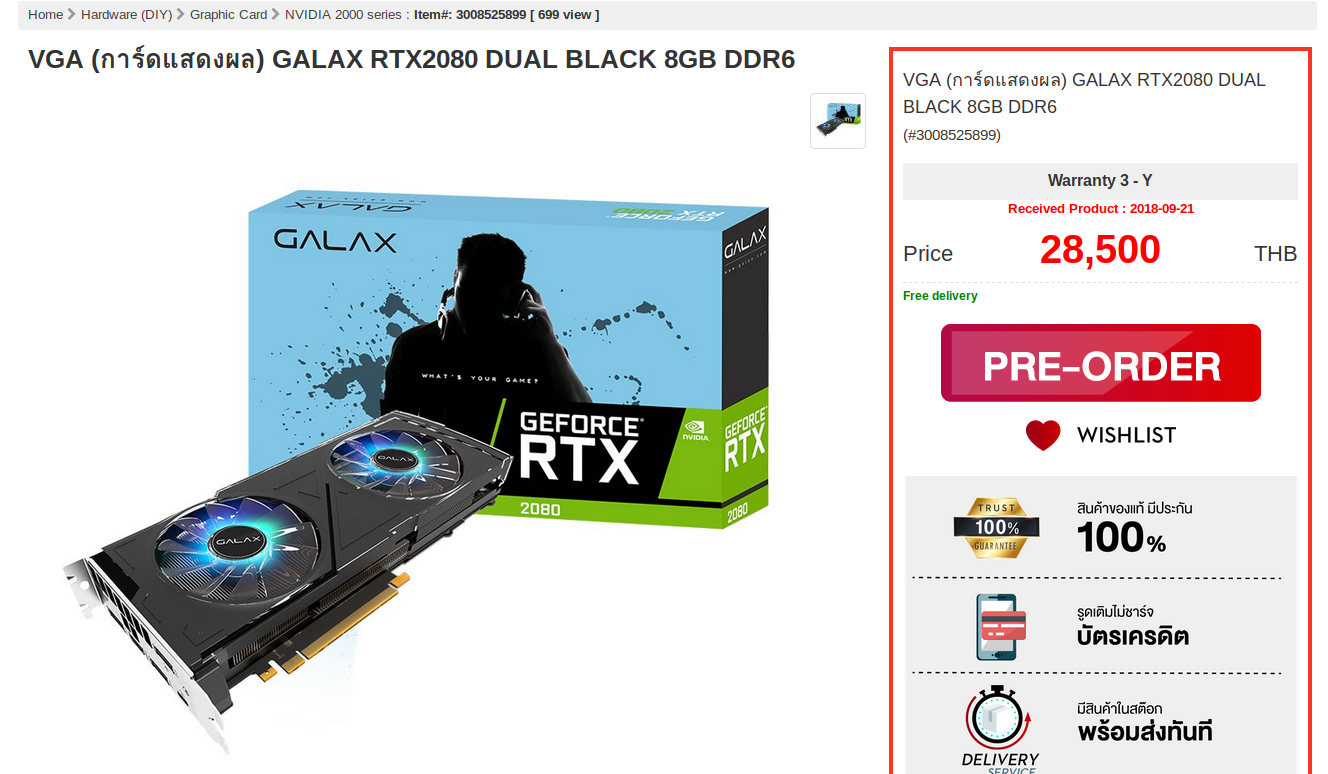 Home Hardware (DIY) Graphic Card NVIDIA 2000 series : Item#: 3008525899 [ 699 view ]
VGA (การ์ดแสดงผล) GALAX RTX2080 DUAL BLACK 8GB DDR6
GALAX
GEFORCE RTX 2080
GALAX
GALAX
WHAT'S YOUR GAME?
GEFORCE
RTX
NVIDIA
GEFORCE
RTX
2080
2080
GALAX
GALAX
VGA (การ์ดแสดงผล) GALAX RTX2080 DUAL
BLACK 8GB DDR6
(#3008525899)
Warranty 3 - Y
Received Product : 2018-09-21
Price 28,500 THB
Free delivery
PRE-ORDER
WISHLIST
TRUST
100%
GUARANTEE
สินค้าของแท้ มีประกัน
100%
รูดเต็มไม่ชาร์จ
บัตรเครดิต
มีสินค้าในสต๊อก
พร้อมส่งทันที
DELIVERY
SERVICE